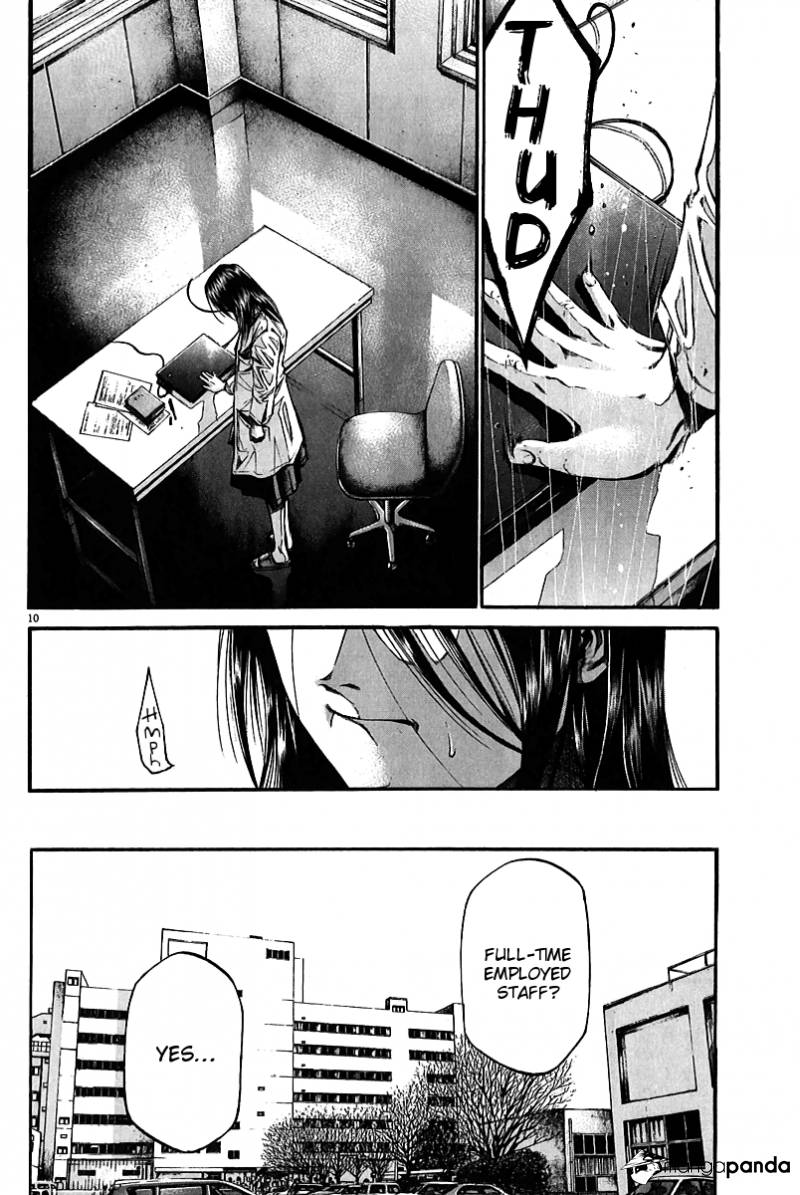 THUD
10
HMPH
FULL-TIME
EMPLOYED
STAFF?
YES...
mangapanda